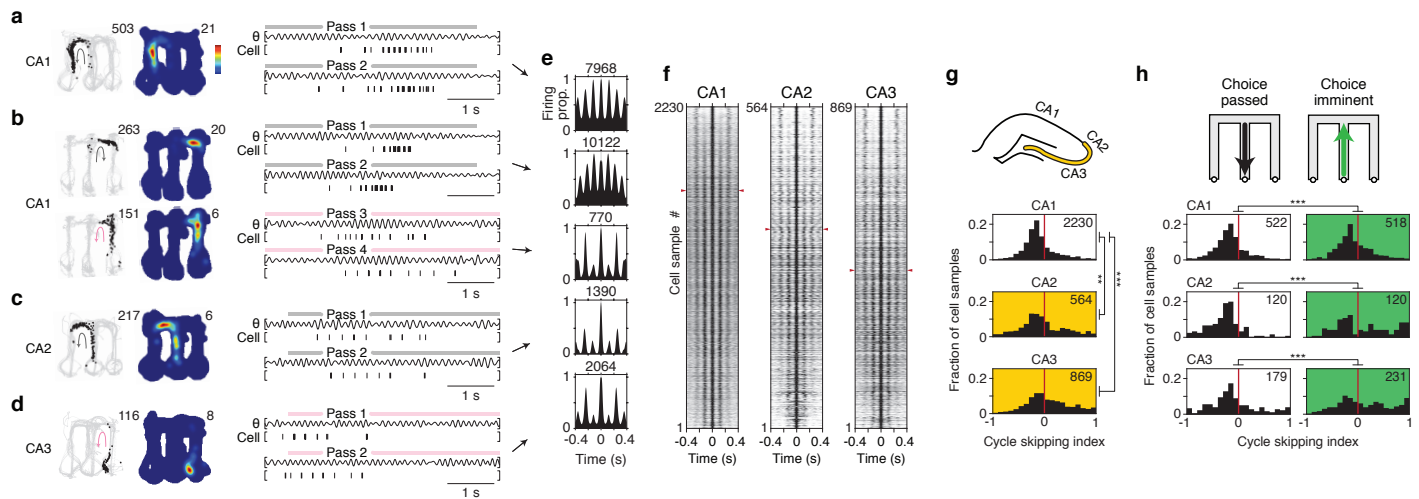 a
503
21
CA1
Pass 1
θ
Cell
Pass 2
1 s
b
263
20
CA1
151
6
Pass 1
θ
Cell
Pass 2
Pass 3
θ
Cell
Pass 4
1 s
c
217
6
CA2
Pass 1
θ
Cell
Pass 2
1 s
d
116
8
CA3
Pass 1
θ
Cell
Pass 2
1 s
e
7968
Firing
prop.
1
0
10122
1
0
770
1
0
1390
1
0
2064
1
0
-0.4 0 0.4
Time (s)
f
CA1 CA2 CA3
2230 564 869
Cell sample #
1 1 1
-0.4 0 0.4 -0.4 0 0.4 -0.4 0 0.4
Time (s) Time (s) Time (s)
g
CA1
CA2
CA3
Fraction of cell samples
CA1
0.2
0
2230
CA2
0.2
0
564
CA3
0.2
0
869
** ***
-1 0 1
Cycle skipping index
h
Choice
passed
Choice
imminent
Fraction of cell samples
***
CA1
0.2
0
522 518
***
CA2
0.2
0
120 120
***
CA3
0.2
0
179 231
-1 0 1 -1 0 1
Cycle skipping index